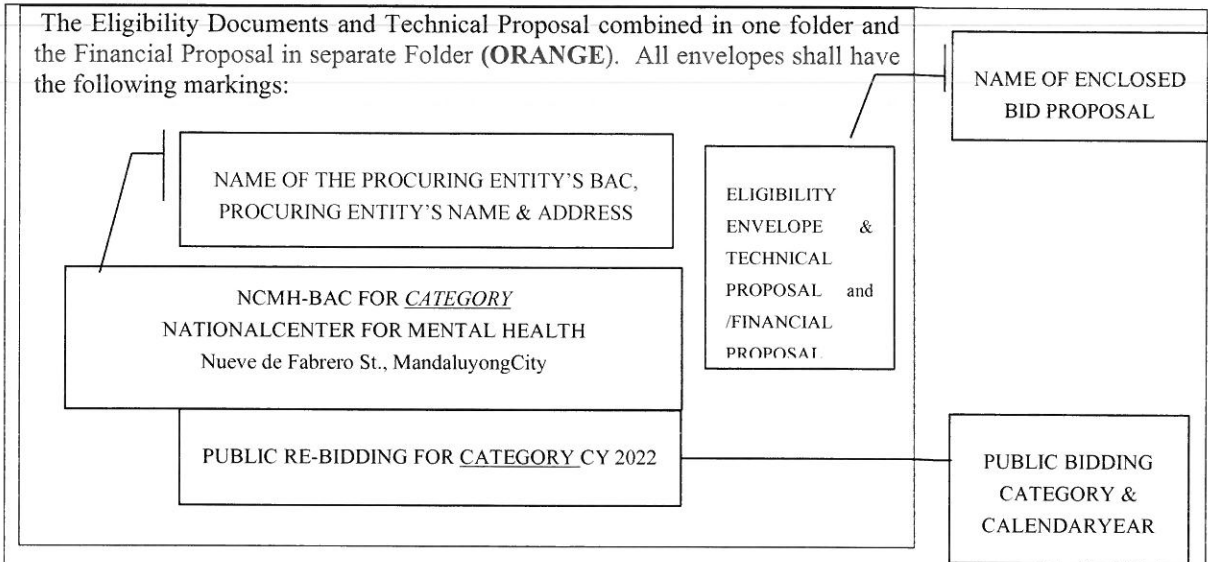 The Eligibility Documents and Technical Proposal combined in one folder and
the Financial Proposal in separate Folder (ORANGE). All envelopes shall have
the following markings:
NAME OF ENCLOSED
BID PROPOSAL
NAME OF THE PROCURING ENTITY'S BAC,
PROCURING ENTITY'S NAME & ADDRESS
ELIGIBILITY
ENVELOPE &
TECHNICAL
PROPOSAL and
/FINANCIAL
PROPOSAL
NCMH-BAC FOR CATEGORY
NATIONALCENTER FOR MENTAL HEALTH
Nueve de Fabrero St., MandaluyongCity
PUBLIC RE-BIDDING FOR CATEGORY CY 2022
PUBLIC BIDDING
CATEGORY &
CALENDARYEAR